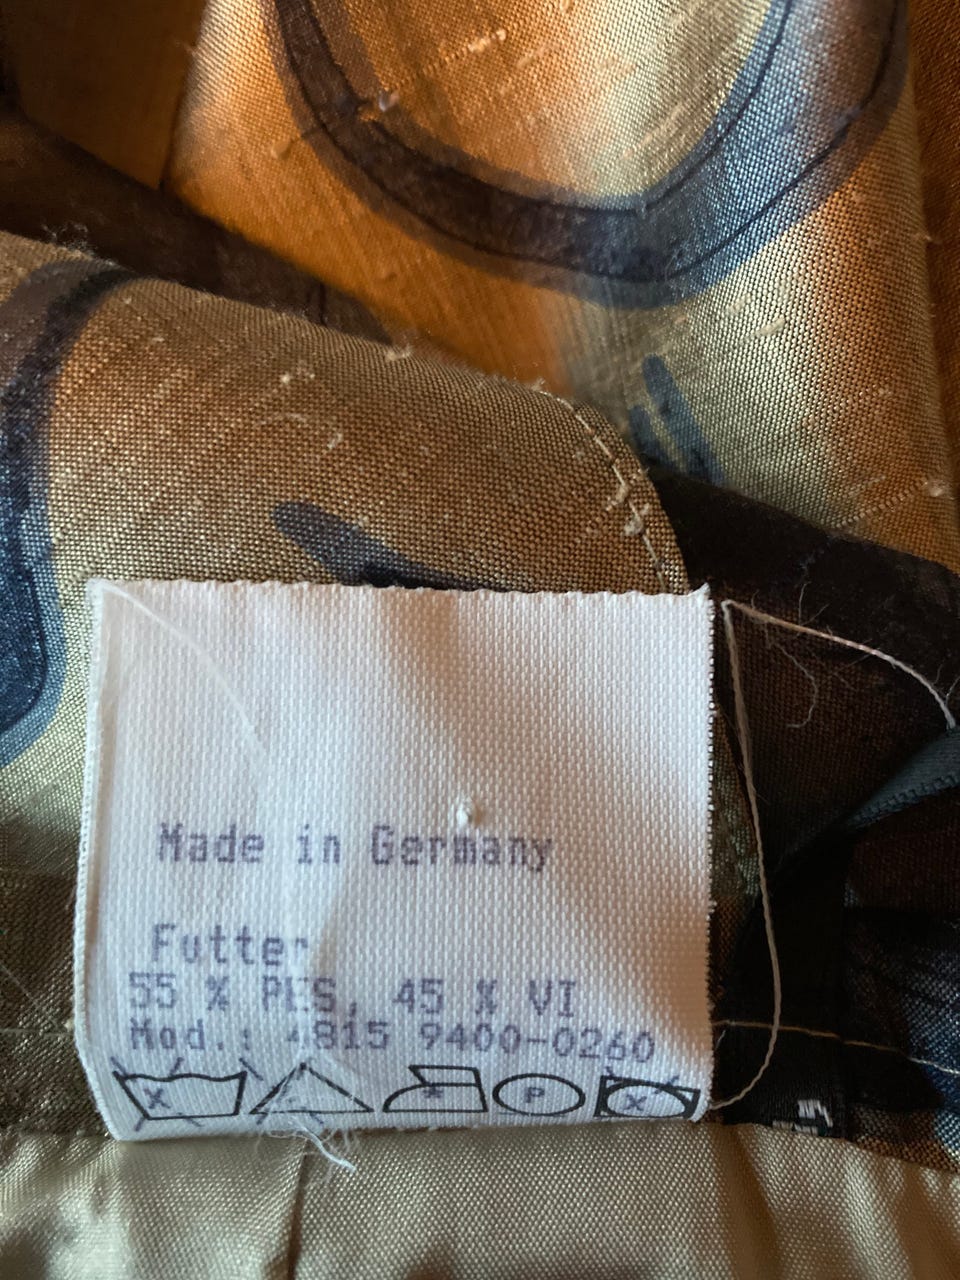 Made in Germany
Futter
55 % PES, 45 % VI
Mod.: 4815 9400-0260
P